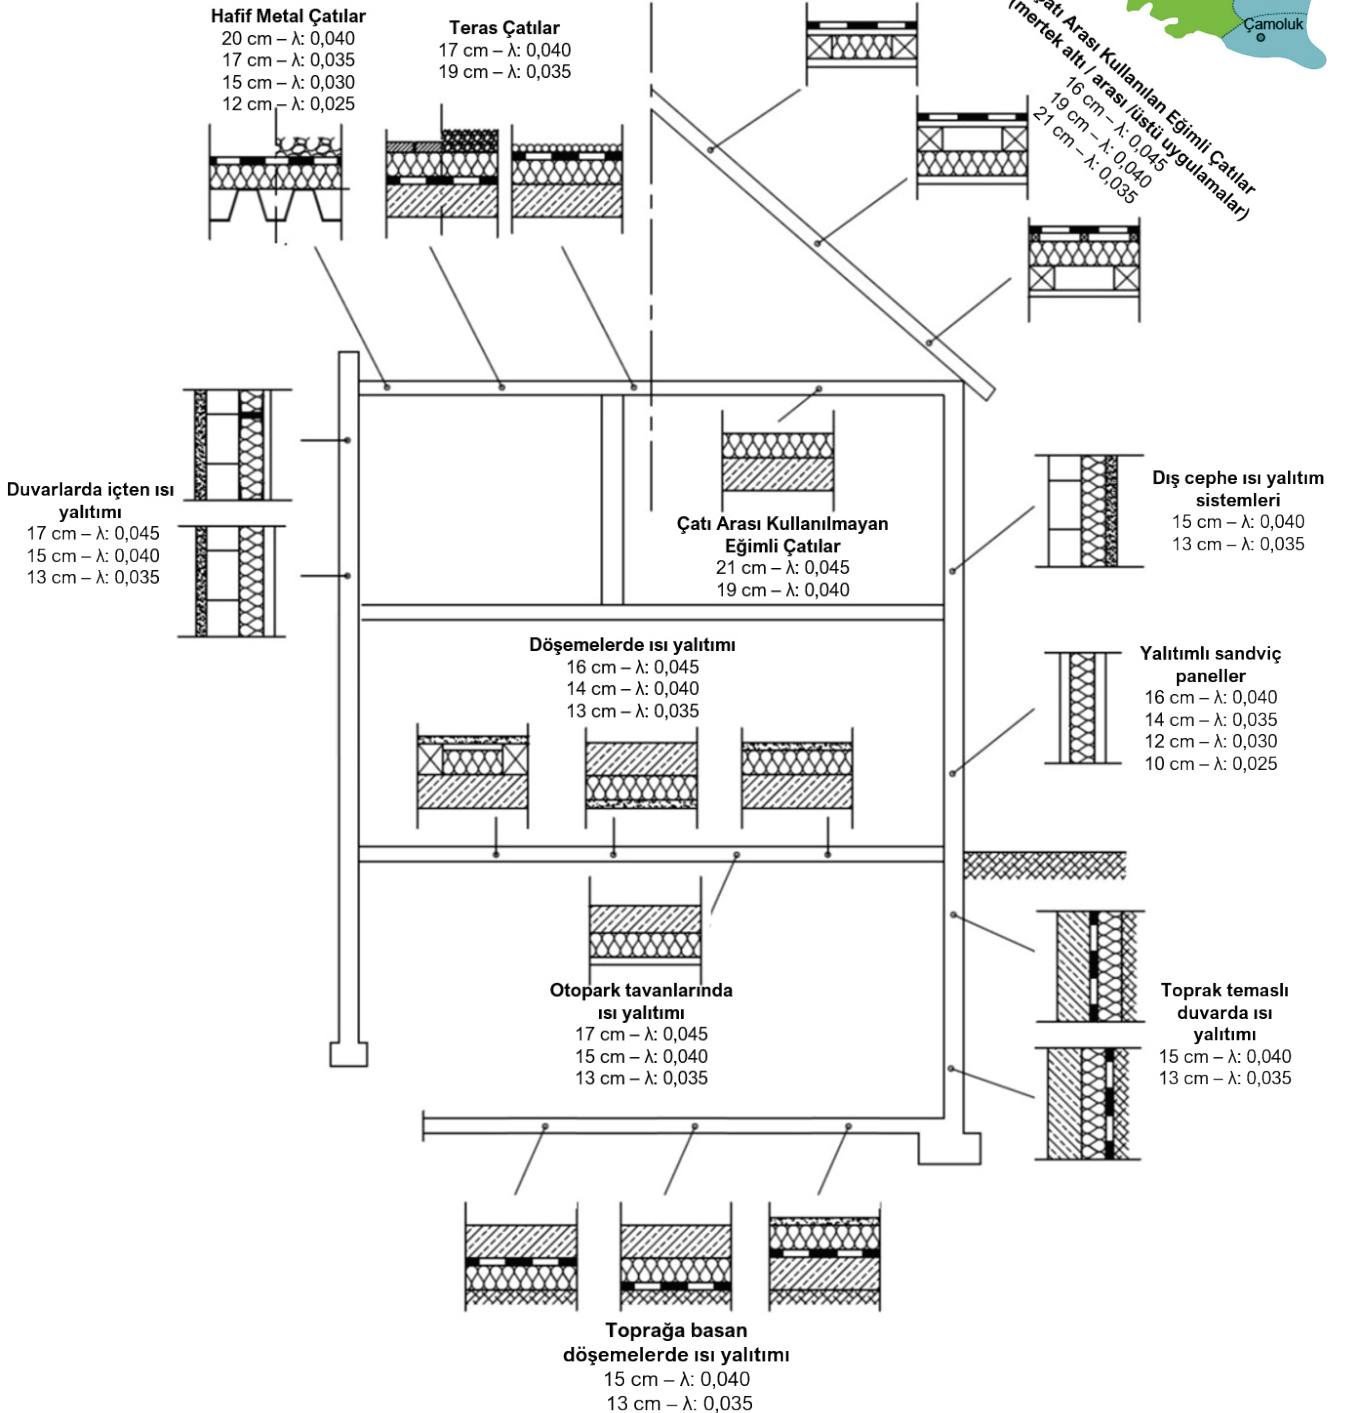 Hafif Metal Çatılar
20 cm – λ: 0,040
17 cm – λ: 0,035
15 cm – λ: 0,030
12 cm – λ: 0,025
Teras Çatılar
17 cm – λ: 0,040
19 cm – λ: 0,035
Çatı Arası Kullanılan Eğimli Çatılar
(mertek altı / arası /üstü uygulamalar)
16 cm – λ: 0,045
19 cm – λ: 0,040
21 cm – λ: 0,035
Çamoluk
Duvarlarda içten ısı
yalıtımı
17 cm – λ: 0,045
15 cm – λ: 0,040
13 cm – λ: 0,035
Çatı Arası Kullanılmayan
Eğimli Çatılar
21 cm – λ: 0,045
19 cm – λ: 0,040
Dış cephe ısı yalıtım
sistemleri
15 cm – λ: 0,040
13 cm – λ: 0,035
Döşemelerde ısı yalıtımı
16 cm – λ: 0,045
14 cm – λ: 0,040
13 cm – λ: 0,035
Yalıtımlı sandviç
paneller
16 cm – λ: 0,040
14 cm – λ: 0,035
12 cm – λ: 0,030
10 cm – λ: 0,025
Otopark tavanlarında
ısı yalıtımı
17 cm – λ: 0,045
15 cm – λ: 0,040
13 cm – λ: 0,035
Toprak temaslı
duvarda ısı
yalıtımı
15 cm – λ: 0,040
13 cm – λ: 0,035
Toprağa basan
döşemelerde ısı yalıtımı
15 cm – λ: 0,040
13 cm – λ: 0,035